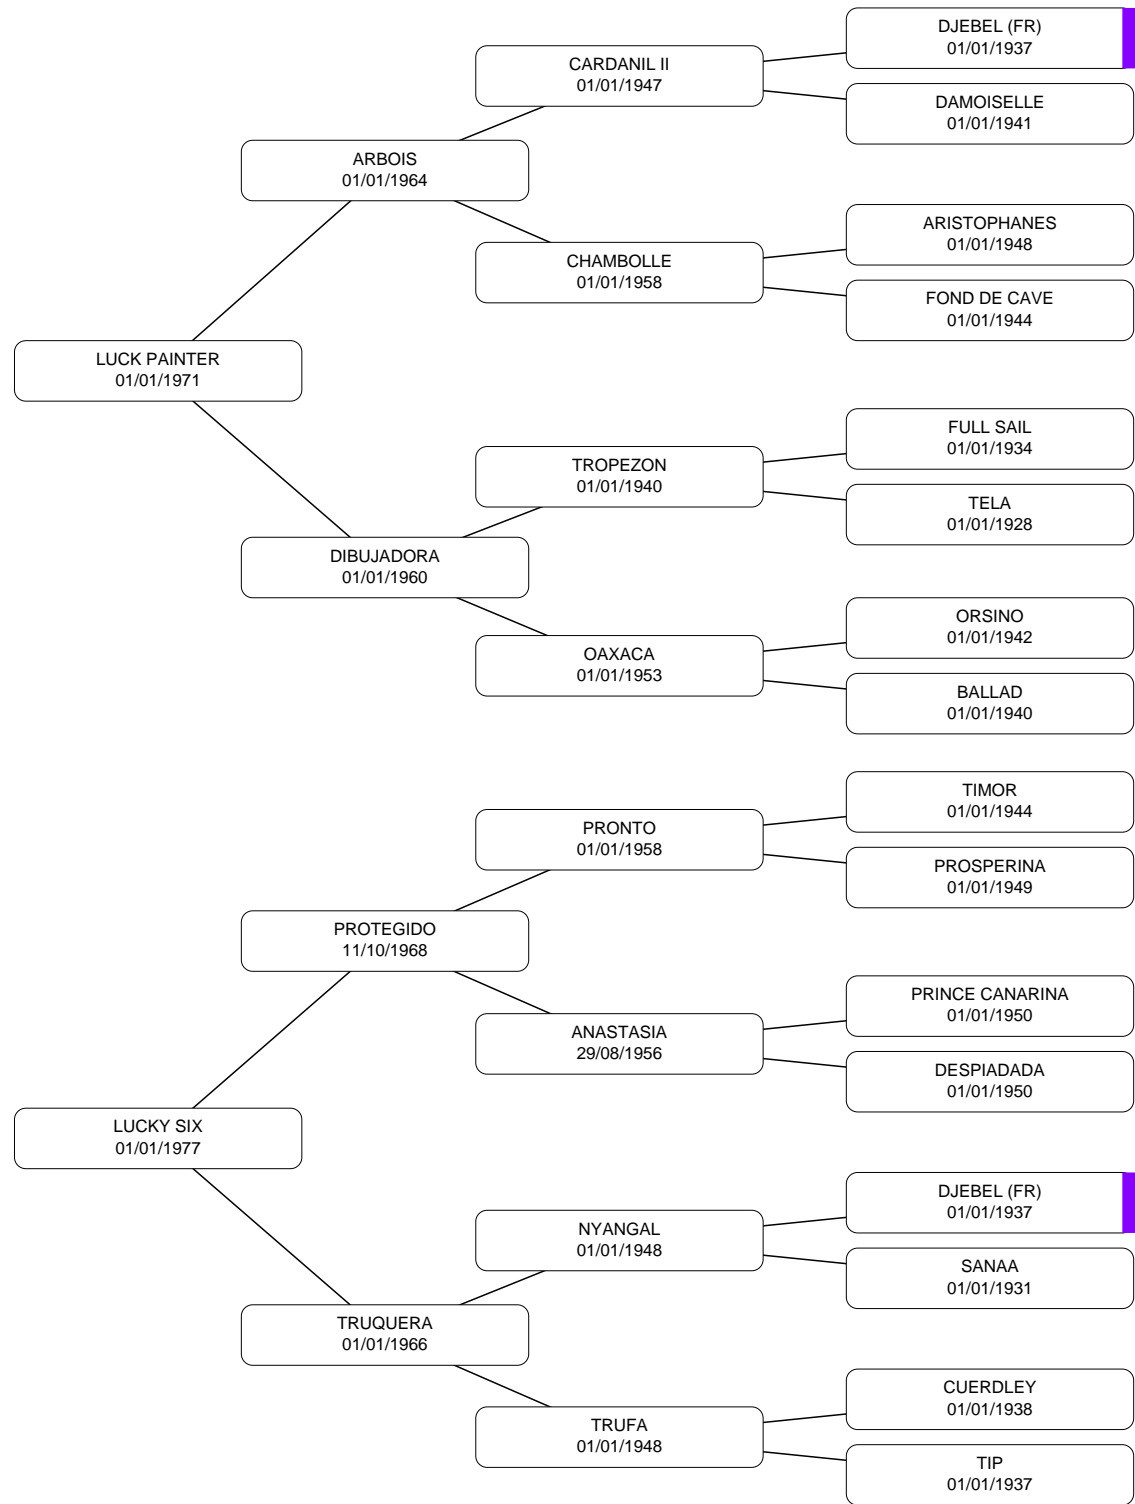 DJEBEL (FR)
01/01/1937
CARDANIL II
01/01/1947
DAMOISELLE
01/01/1941
ARBOIS
01/01/1964
ARISTOPHANES
01/01/1948
CHAMBOLLE
01/01/1958
FOND DE CAVE
01/01/1944
LUCK PAINTER
01/01/1971
FULL SAIL
01/01/1934
TROPEZON
01/01/1940
TELA
01/01/1928
DIBUJADORA
01/01/1960
ORSINO
01/01/1942
OAXACA
01/01/1953
BALLAD
01/01/1940
TIMOR
01/01/1944
PRONTO
01/01/1958
PROSPERINA
01/01/1949
PROTEGIDO
11/10/1968
PRINCE CANARINA
01/01/1950
ANASTASIA
29/08/1956
DESPIADADA
01/01/1950
LUCKY SIX
01/01/1977
DJEBEL (FR)
01/01/1937
NYANGAL
01/01/1948
SANAA
01/01/1931
TRUQUERA
01/01/1966
CUERDLEY
01/01/1938
TRUFA
01/01/1948
TIP
01/01/1937